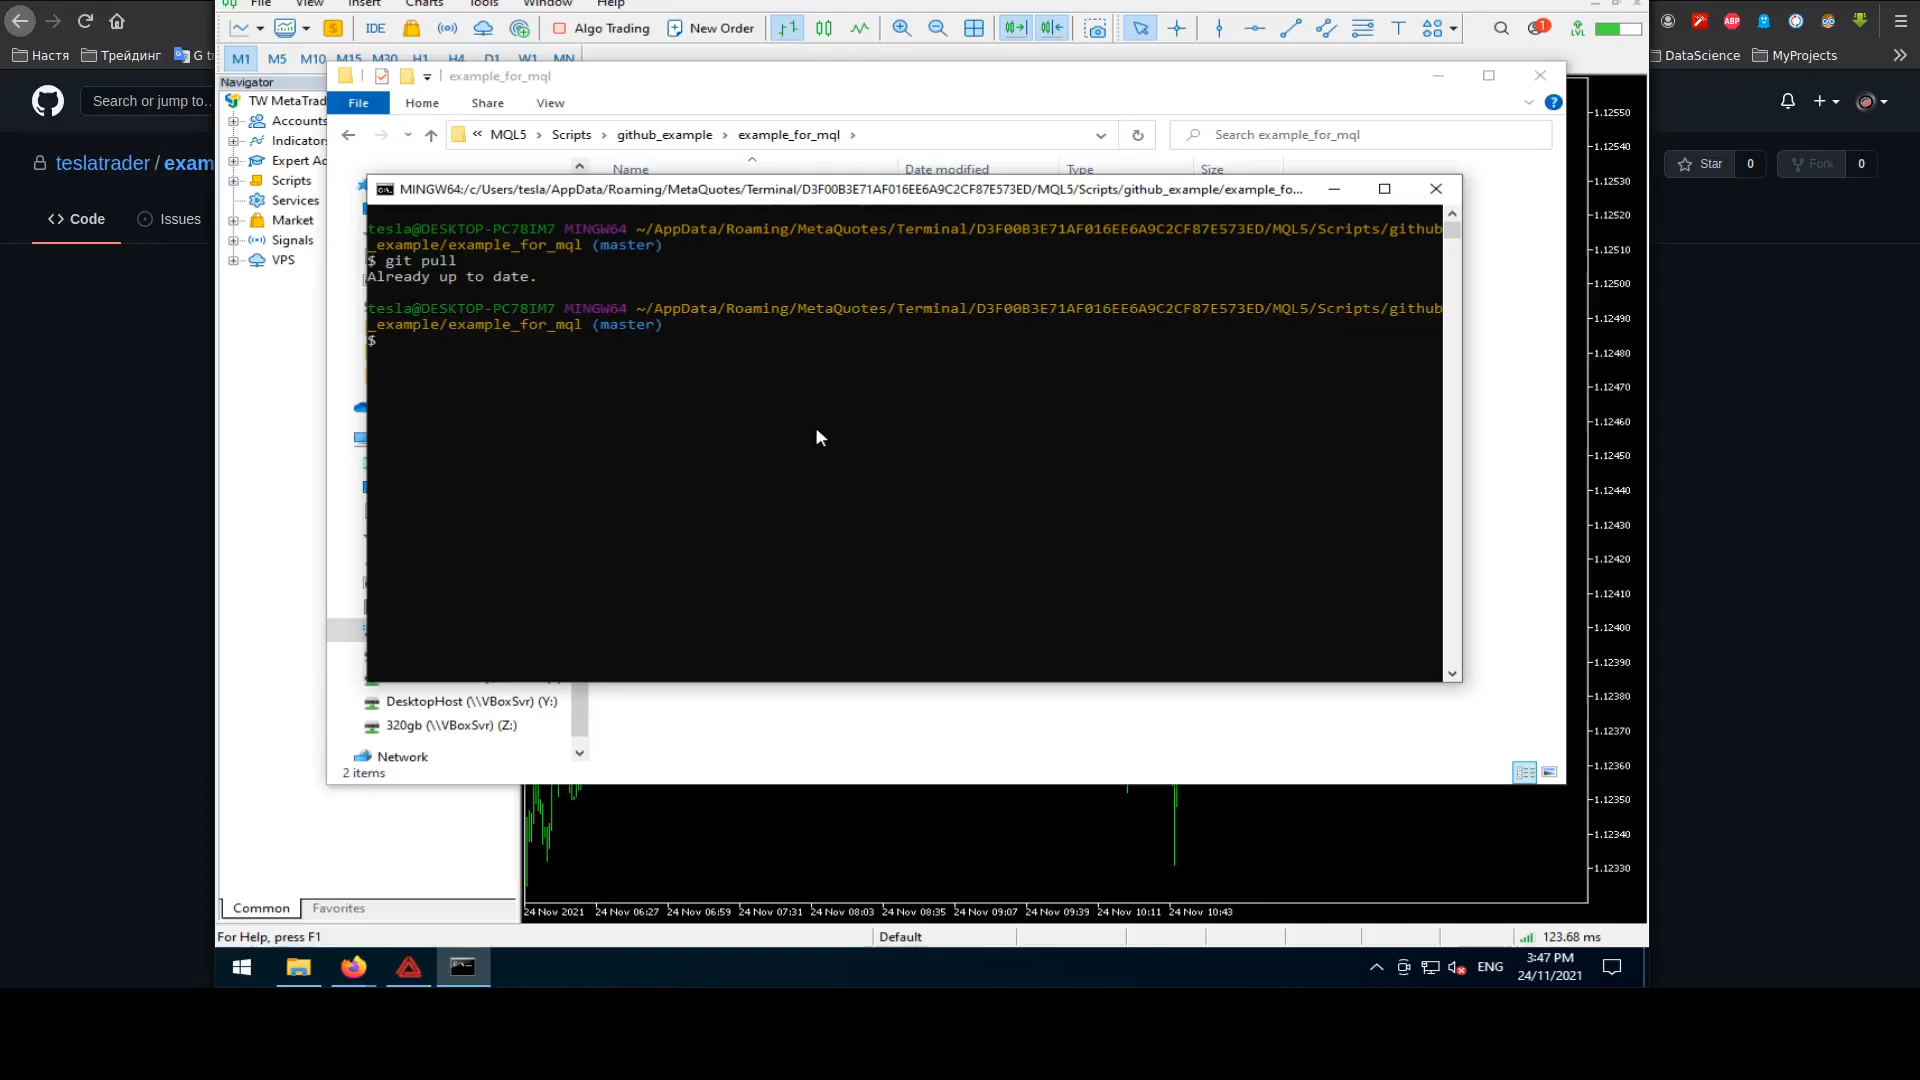 File View Insert Charts Tools Window Help
Настя Трейдинг G t
IDE Algo Trading New Order
DataScience MyProjects
M1 M5 M10 M15 M30 H1 H4 D1 W1 MN
Search or jump to...
Navigator
TW MetaTrad
Accounts
Indicators
Expert Ad
Scripts
Services
Market
Signals
VPS
teslatrader / exam
Code Issues
Star 0 Fork 0
example_for_mql
File Home Share View
« MQL5 › Scripts › github_example › example_for_mql ›
Search example_for_mql
Name Date modified Type Size
MINGW64:/c/Users/tesla/AppData/Roaming/MetaQuotes/Terminal/D3F00B3E71AF016EE6A9C2CF87E573ED/MQL5/Scripts/github_example/example_fo...
tesla@DESKTOP-PC78IM7 MINGW64 ~/AppData/Roaming/MetaQuotes/Terminal/D3F00B3E71AF016EE6A9C2CF87E573ED/MQL5/Scripts/github
_example/example_for_mql (master)
$ git pull
Already up to date.
tesla@DESKTOP-PC78IM7 MINGW64 ~/AppData/Roaming/MetaQuotes/Terminal/D3F00B3E71AF016EE6A9C2CF87E573ED/MQL5/Scripts/github
_example/example_for_mql (master)
$
DesktopHost (\\VBoxSvr) (Y:)
320gb (\\VBoxSvr) (Z:)
Network
2 items
1.12550
1.12540
1.12530
1.12520
1.12510
1.12500
1.12490
1.12480
1.12470
1.12460
1.12450
1.12440
1.12430
1.12420
1.12410
1.12400
1.12390
1.12380
1.12370
1.12360
1.12350
1.12340
1.12330
24 Nov 2021 24 Nov 06:27 24 Nov 06:59 24 Nov 07:31 24 Nov 08:03 24 Nov 08:35 24 Nov 09:07 24 Nov 09:39 24 Nov 10:11 24 Nov 10:43
Common Favorites
For Help, press F1 Default 123.68 ms
ENG
3:47 PM
24/11/2021